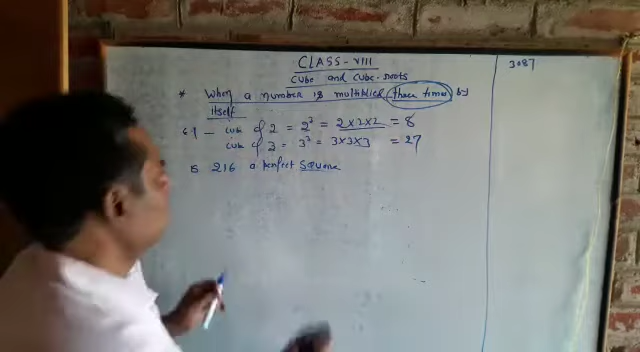 CLASS-VIII
Cube and Cube-roots
* When a number is multiplied three times by
itself
e.g - cube of 2 = 2³ = 2×2×2 = 8
cube of 3 = 3³ = 3×3×3 = 27
is 216 a perfect square
3087